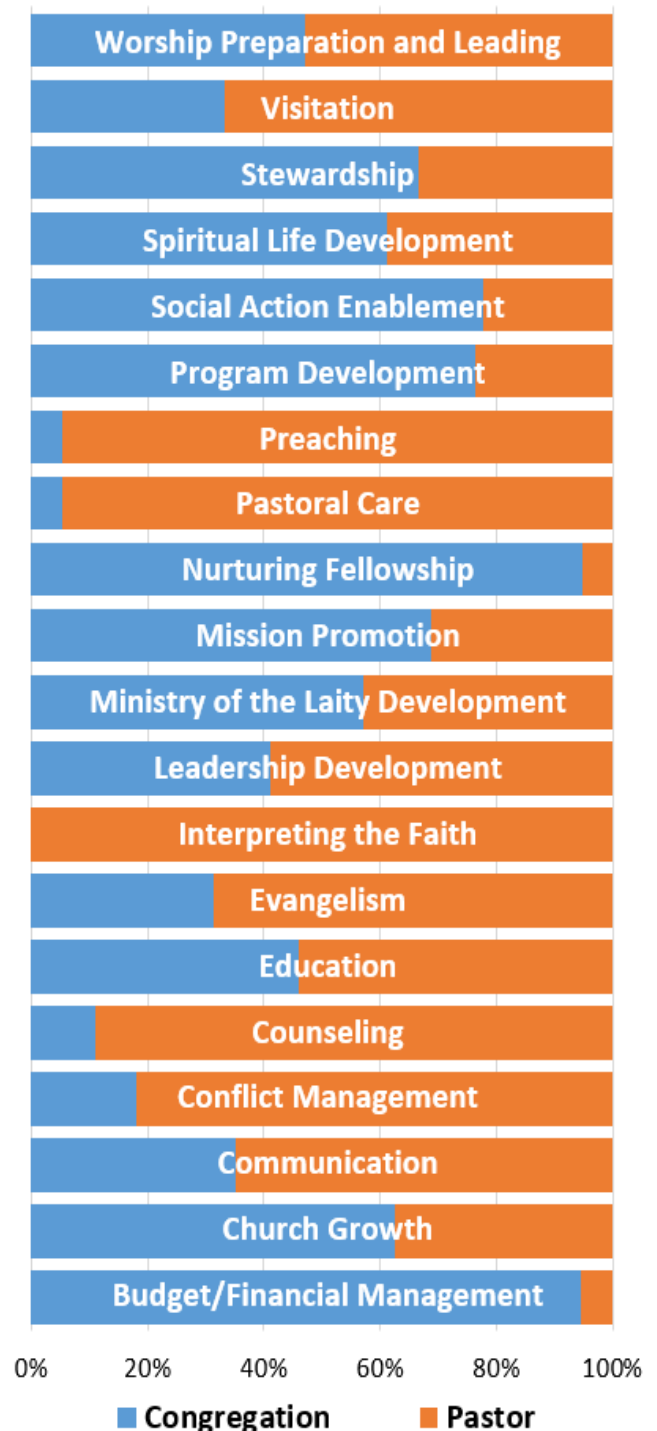 Worship Preparation and Leading
Visitation
Stewardship
Spiritual Life Development
Social Action Enablement
Program Development
Preaching
Pastoral Care
Nurturing Fellowship
Mission Promotion
Ministry of the Laity Development
Leadership Development
Interpreting the Faith
Evangelism
Education
Counseling
Conflict Management
Communication
Church Growth
Budget/Financial Management
0% 20% 40% 60% 80% 100%
Congregation Pastor